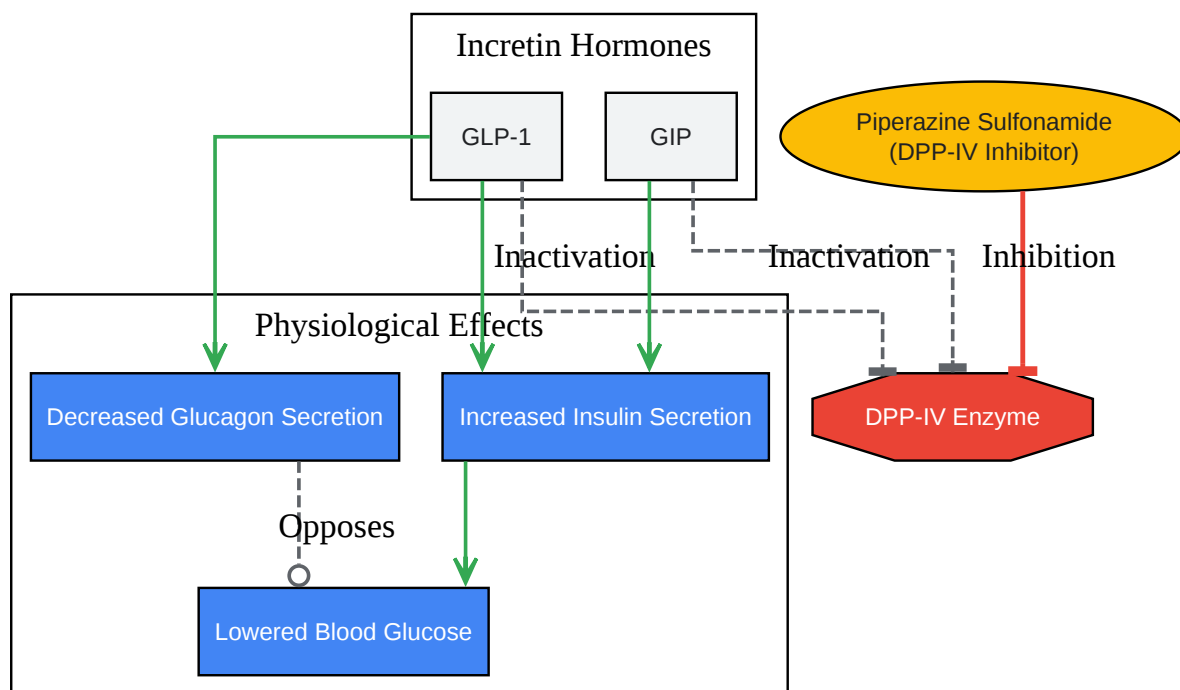 Incretin Hormones
GLP-1
GIP
Piperazine Sulfonamide
(DPP-IV Inhibitor)
Inactivation
Inactivation
Inhibition
Physiological Effects
Decreased Glucagon Secretion
Increased Insulin Secretion
DPP-IV Enzyme
Opposes
Lowered Blood Glucose